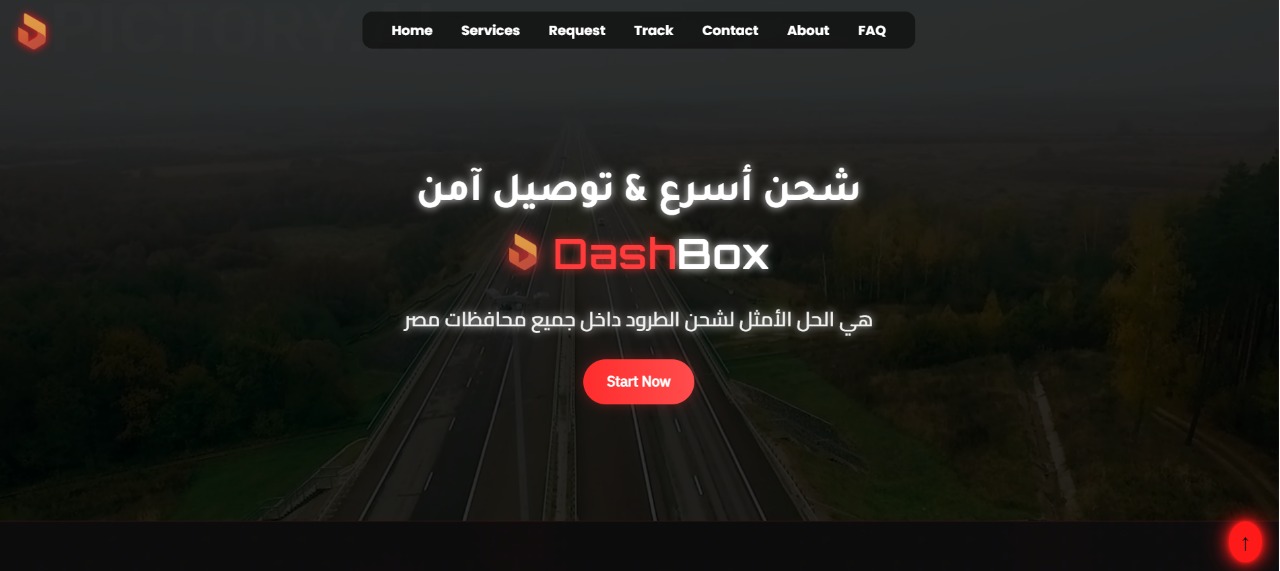 Home Services Request Track Contact About FAQ
شحن أسرع & توصيل آمن
DashBox
هي الحل الأمثل لشحن الطرود داخل جميع محافظات مصر
Start Now
↑